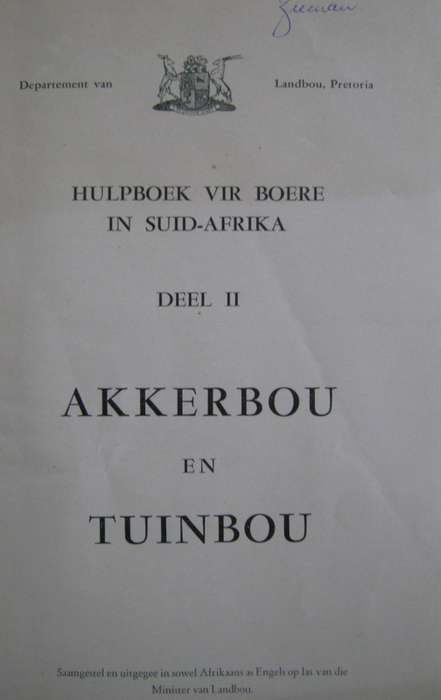 Departement van Landbou, Pretoria
HULPBOEK VIR BOERE
IN SUID-AFRIKA
DEEL II
AKKERBOU
EN
TUINBOU
Saamgestel en uitgegee in sowel Afrikaans as Engels op las van die
Minister van Landbou.